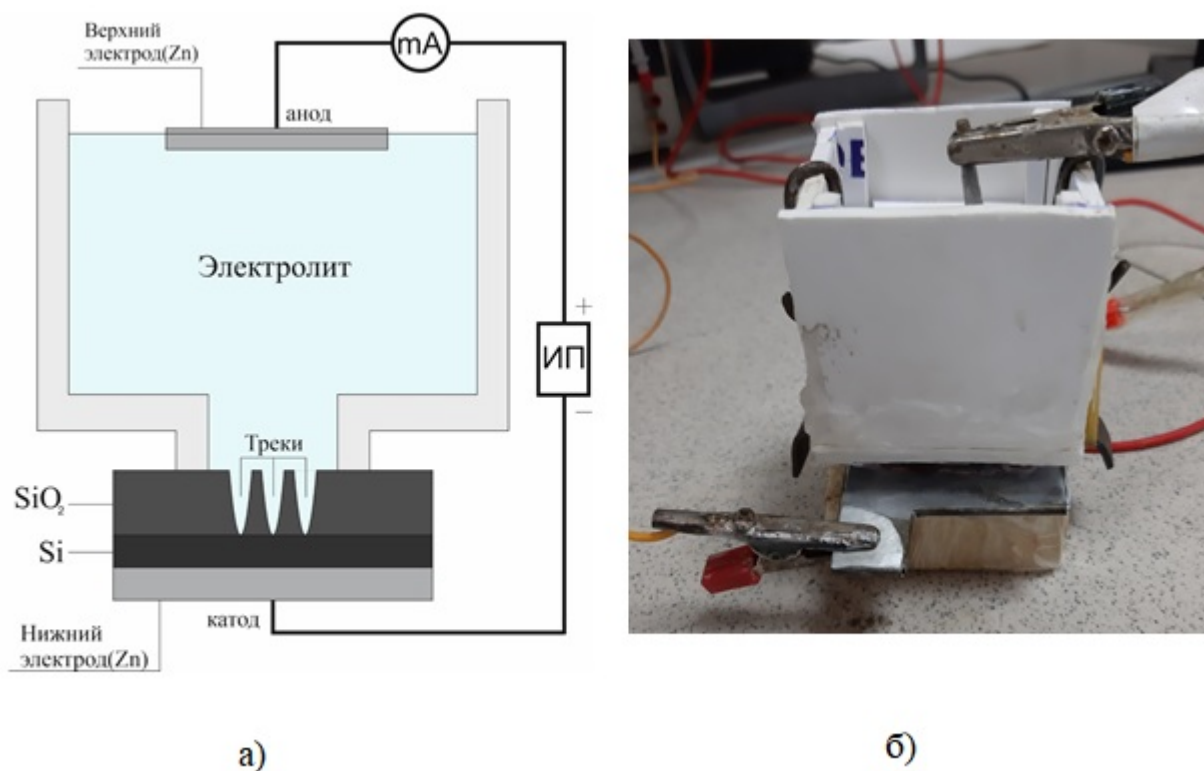 Верхний
электрод(Zn)
mA
анод
Электролит
+
ИП
−
Треки
SiO₂
Si
катод
Нижний
электрод(Zn)
а)
б)